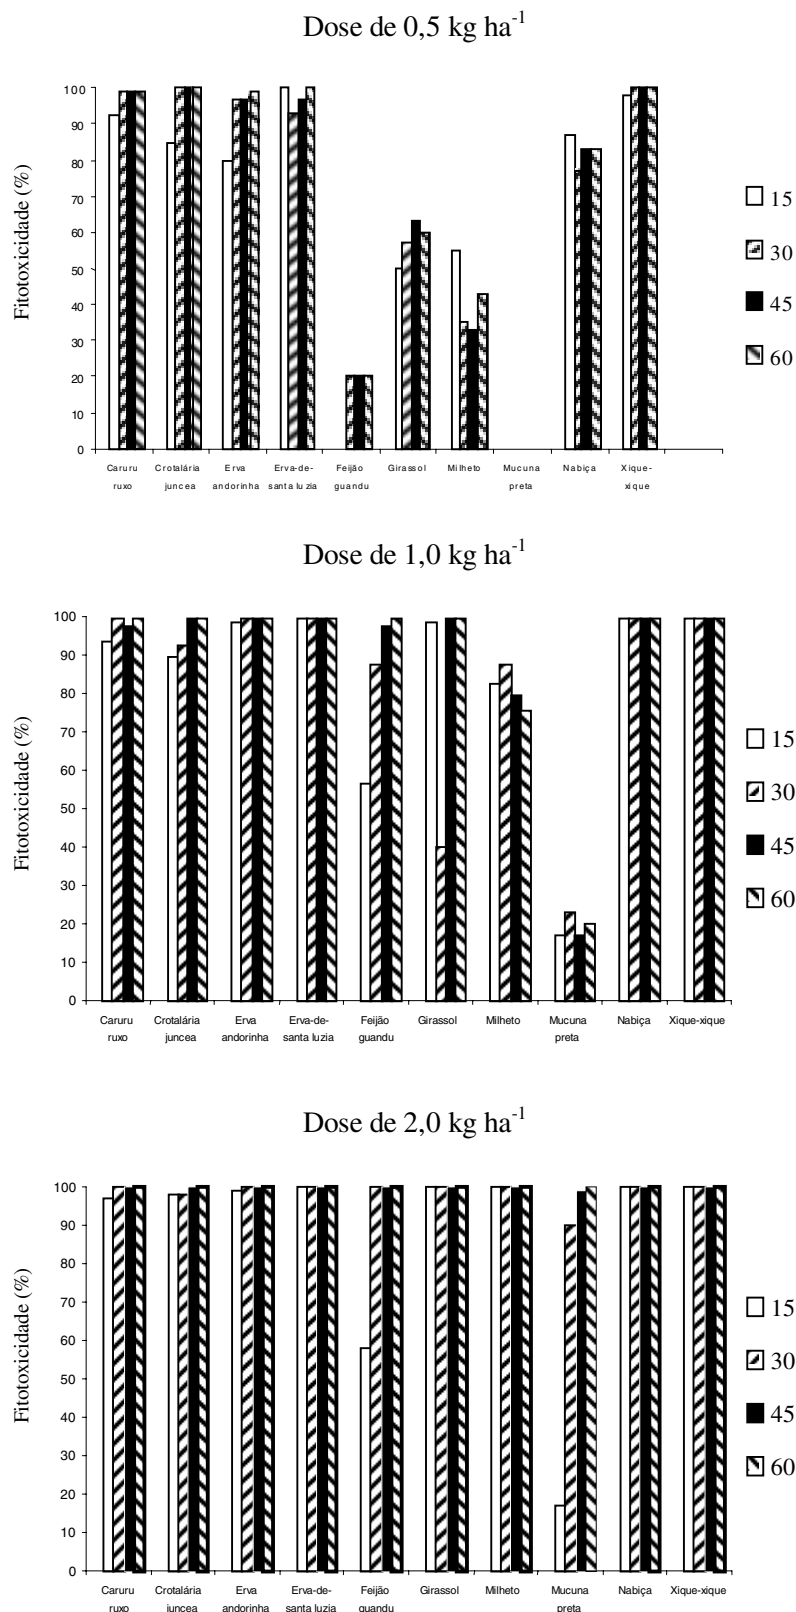 Dose de 0,5 kg ha-1
Fitotoxicidade (%)
100
90
80
70
60
50
40
30
20
10
0
Caruru ruxo
Crotalária juncea
Erva andorinha
Erva-de-santa luzia
Feijão guandu
Girassol
Milheto
Mucuna preta
Nabiça
Xique-xique
15
30
45
60
Dose de 1,0 kg ha-1
Fitotoxicidade (%)
100
90
80
70
60
50
40
30
20
10
0
Caruru ruxo
Crotalária juncea
Erva andorinha
Erva-de-santa luzia
Feijão guandu
Girassol
Milheto
Mucuna preta
Nabiça
Xique-xique
15
30
45
60
Dose de 2,0 kg ha-1
Fitotoxicidade (%)
100
90
80
70
60
50
40
30
20
10
0
Caruru ruxo
Crotalária juncea
Erva andorinha
Erva-de-santa luzia
Feijão guandu
Girassol
Milheto
Mucuna preta
Nabiça
Xique-xique
15
30
45
60